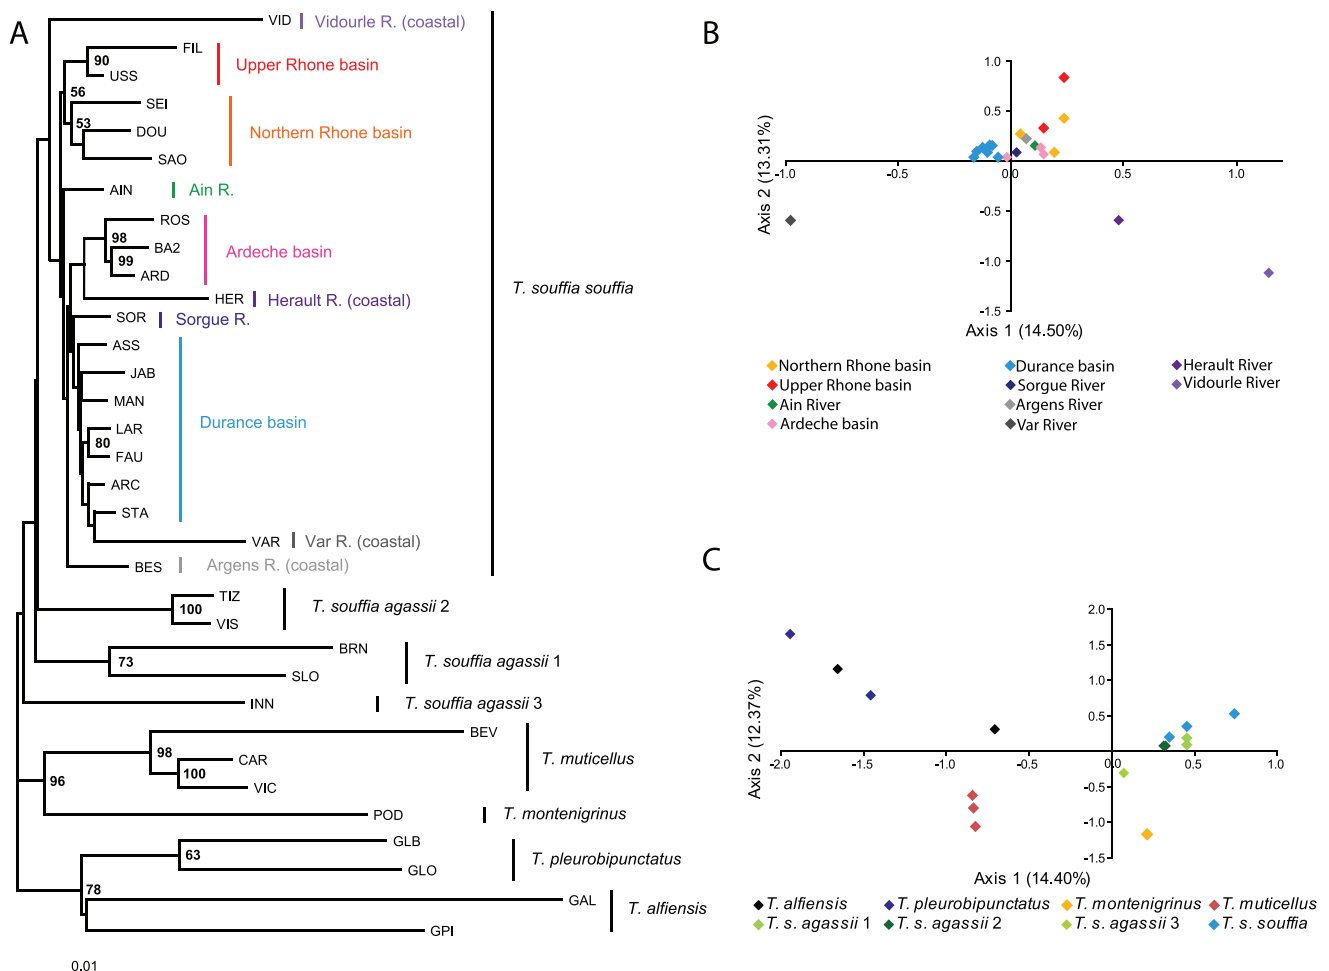 A
VID
Vidourle R. (coastal)
FIL
90
USS
Upper Rhone basin
56
SEI
53
DOU
SAO
Northern Rhone basin
AIN
Ain R.
ROS
98
BA2
99
ARD
Ardeche basin
HER
Herault R. (coastal)
T. souffia souffia
SOR
Sorgue R.
ASS
JAB
MAN
LAR
80
FAU
ARC
STA
Durance basin
VAR
Var R. (coastal)
BES
Argens R. (coastal)
TIZ
100
VIS
T. souffia agassii 2
BRN
73
SLO
T. souffia agassii 1
INN
T. souffia agassii 3
BEV
98
CAR
100
VIC
T. muticellus
96
POD
T. montenigrinus
GLB
63
GLO
T. pleurobipunctatus
78
GAL
GPI
T. alfiensis
0.01
B
1.0
0.5
0.0
-0.5
-1.0
-1.5
-1.0
-0.5
0.0
0.5
1.0
Axis 2 (13.31%)
Axis 1 (14.50%)
Northern Rhone basin
Upper Rhone basin
Ain River
Ardeche basin
Durance basin
Sorgue River
Argens River
Var River
Herault River
Vidourle River
C
2.0
1.5
1.0
0.5
0.0
-0.5
-1.0
-1.5
-2.0
-1.5
-1.0
-0.5
0.5
1.0
Axis 2 (12.37%)
Axis 1 (14.40%)
T. alfiensis
T. pleurobipunctatus
T. montenigrinus
T. muticellus
T. s. agassii 1
T. s. agassii 2
T. s. agassii 3
T. s. souffia